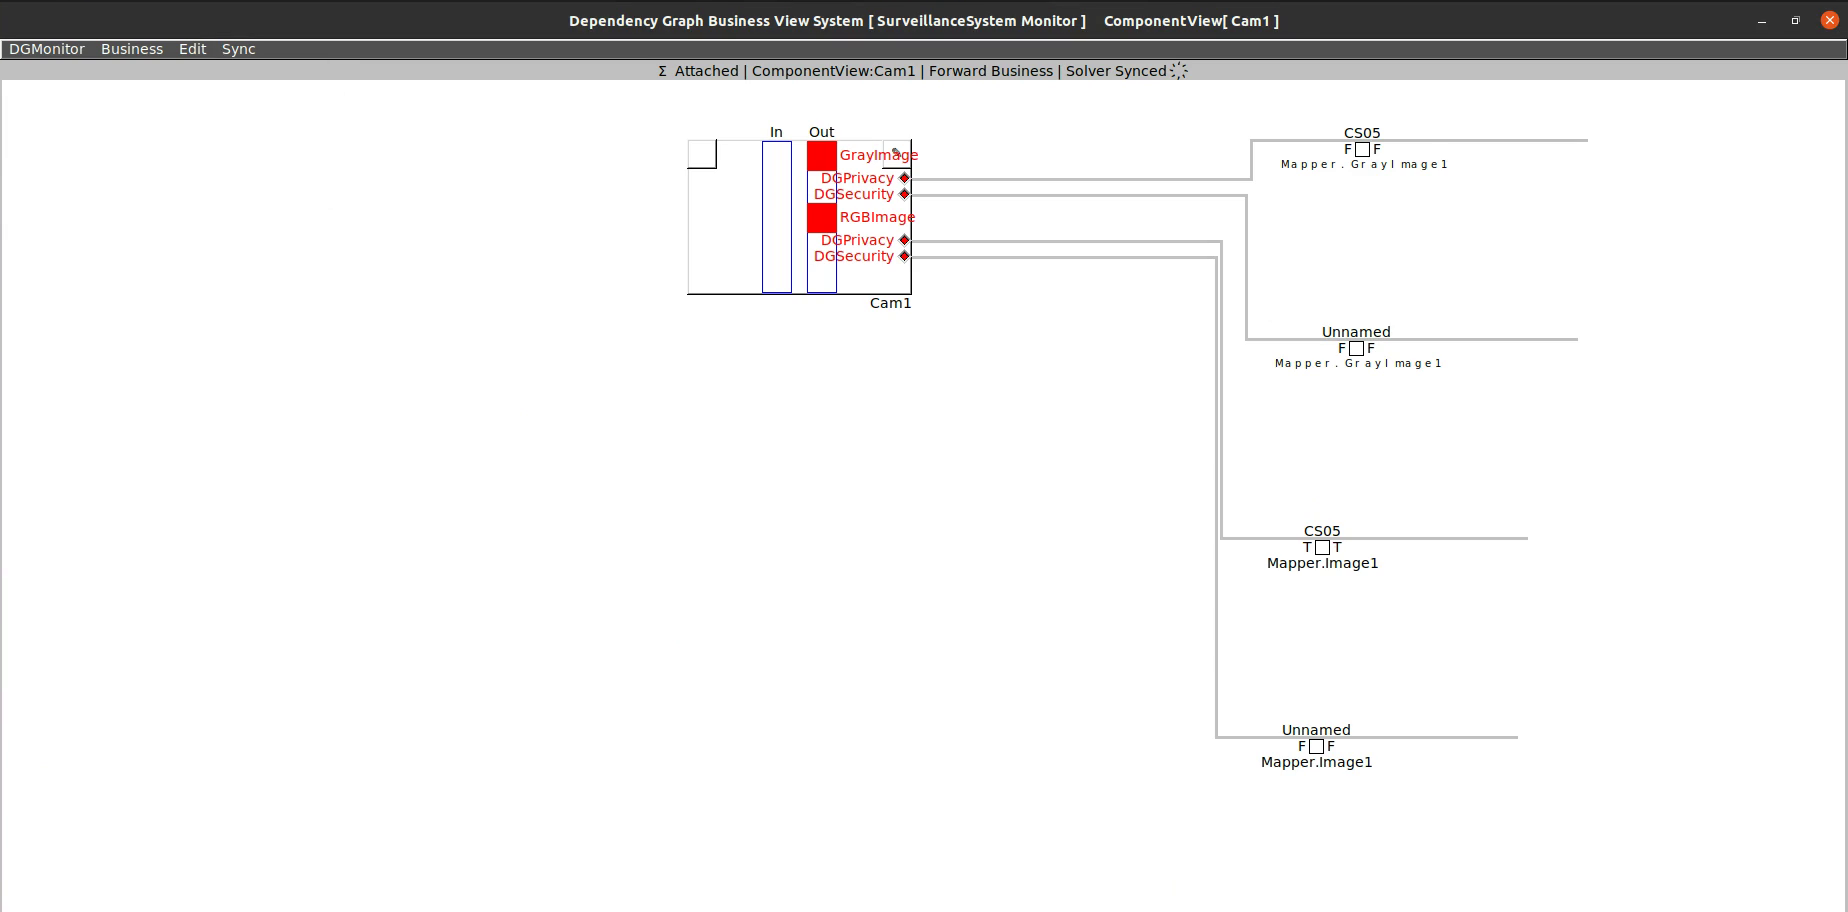 Dependency Graph Business View System [ SurveillanceSystem Monitor ] ComponentView[ Cam1 ]
DGMonitor Business Edit Sync
Σ Attached | ComponentView:Cam1 | Forward Business | Solver Synced
In Out
GrayImage
DGPrivacy
DGSecurity
RGBImage
DGPrivacy
DGSecurity
Cam1
CS05
F F
Mapper.GrayImage1
Unnamed
F F
Mapper.GrayImage1
CS05
T T
Mapper.Image1
Unnamed
F F
Mapper.Image1